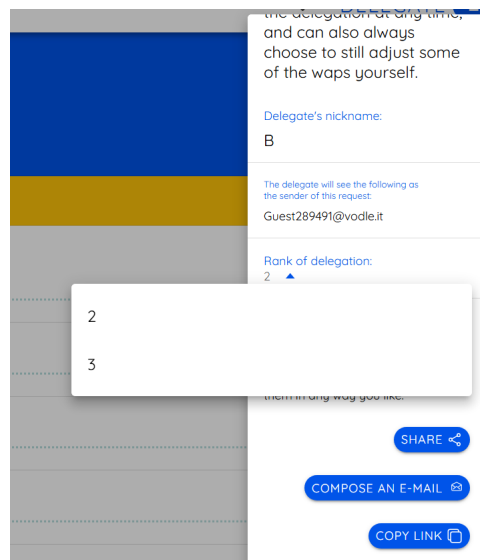 DELEGATE
the delegation at any time,
and can also always
choose to still adjust some
of the waps yourself.
Delegate's nickname:
B
The delegate will see the following as
the sender of this request:
Guest289491@vodle.it
Rank of delegation:
2
2
3
them in any way you like.
SHARE
COMPOSE AN E-MAIL
COPY LINK